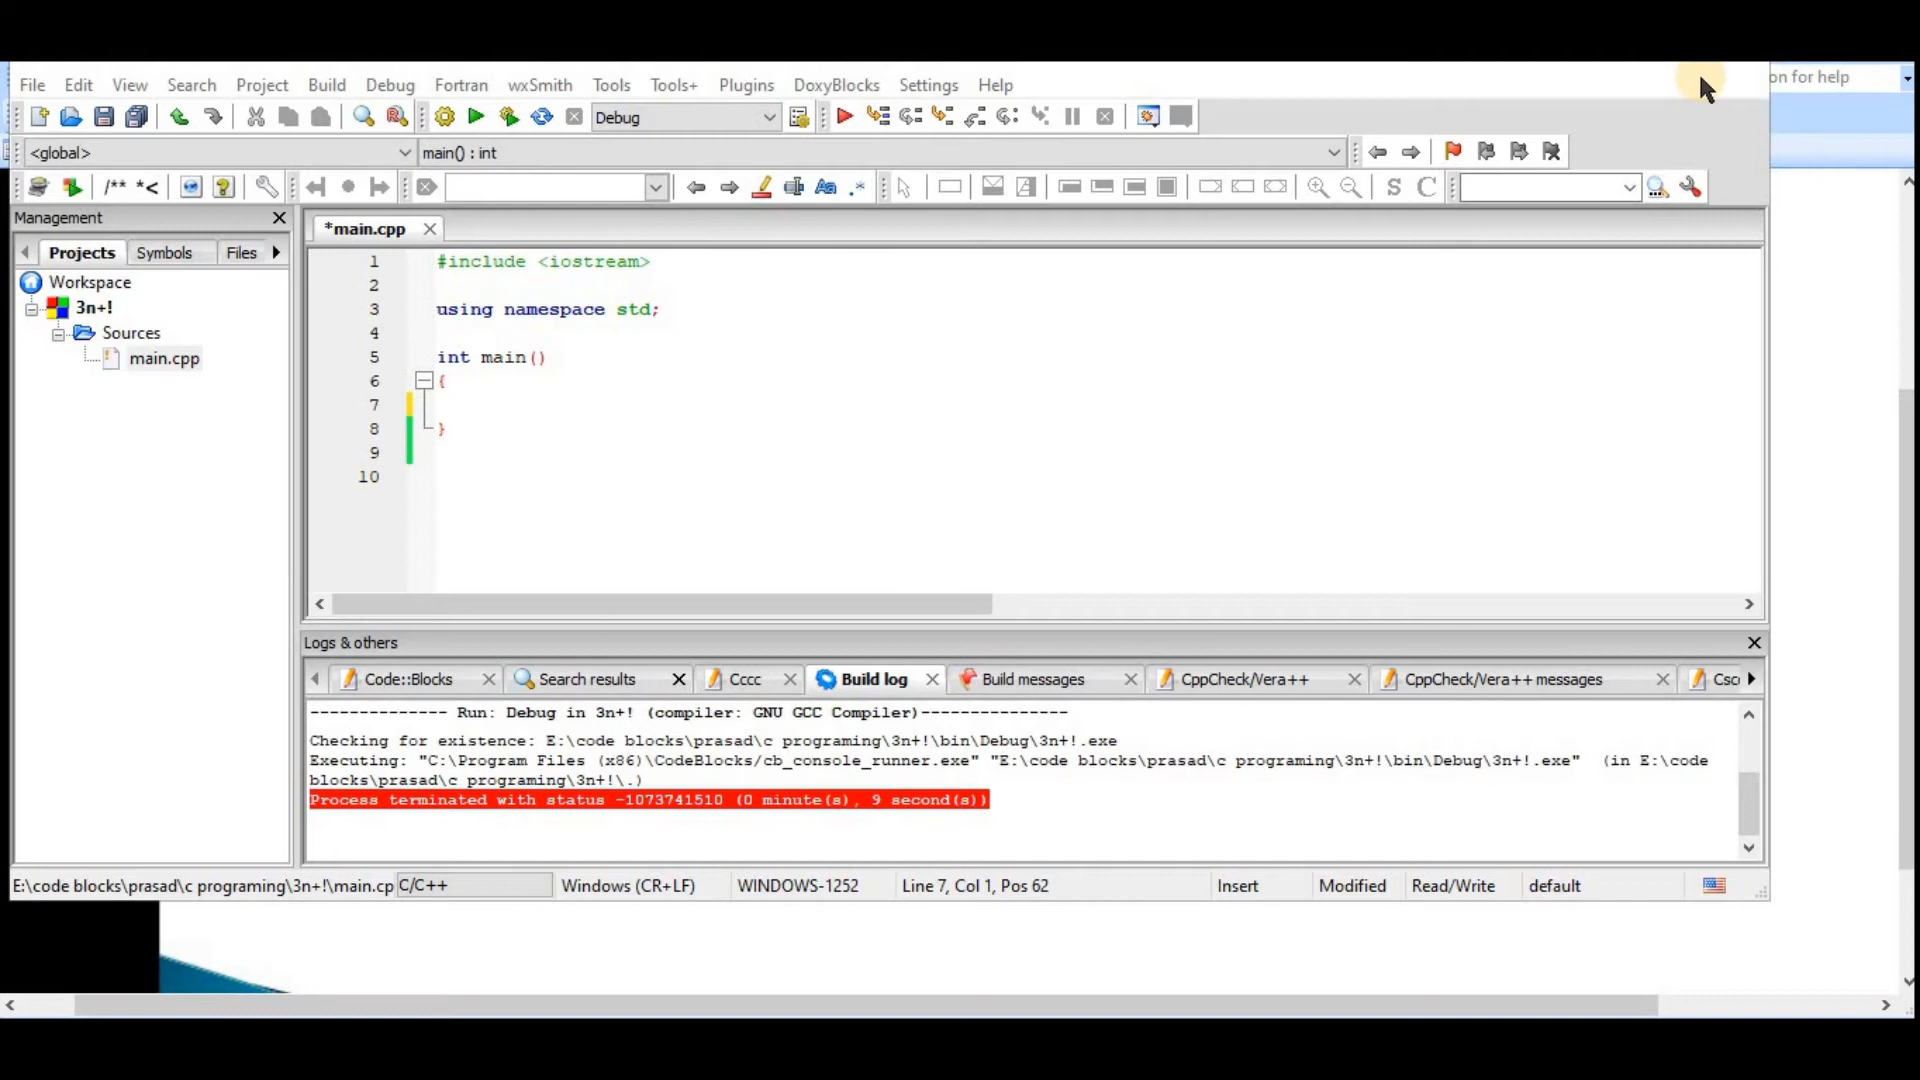 on for help
File Edit View Search Project Build Debug Fortran wxSmith Tools Tools+ Plugins DoxyBlocks Settings Help
Debug
<global> main() : int
/** *<
S C
Management
Projects Symbols Files
Workspace
3n+!
Sources
main.cpp
*main.cpp
1 #include <iostream>
2
3 using namespace std;
4
5 int main()
6 {
7
8 }
9
10
Logs & others
Code::Blocks Search results Cccc Build log Build messages CppCheck/Vera++ CppCheck/Vera++ messages Csc
-------------- Run: Debug in 3n+! (compiler: GNU GCC Compiler)---------------
Checking for existence: E:\code blocks\prasad\c programing\3n+!\bin\Debug\3n+!.exe
Executing: "C:\Program Files (x86)\CodeBlocks/cb_console_runner.exe" "E:\code blocks\prasad\c programing\3n+!\bin\Debug\3n+!.exe"  (in E:\code
blocks\prasad\c programing\3n+!\.)
Process terminated with status -1073741510 (0 minute(s), 9 second(s))
E:\code blocks\prasad\c programing\3n+!\main.cp C/C++ Windows (CR+LF) WINDOWS-1252 Line 7, Col 1, Pos 62 Insert Modified Read/Write default